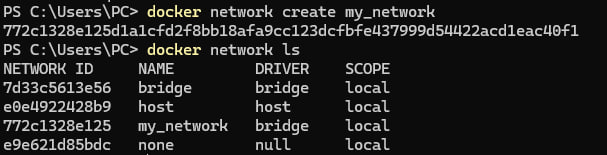 PS C:\Users\PC> docker network create my_network
772c1328e125d1a1cfd2f8bb18afa9cc123dcfbfe437999d54422acd1eac40f1
PS C:\Users\PC> docker network ls
NETWORK ID     NAME         DRIVER    SCOPE
7d33c5613e56   bridge       bridge    local
e0e4922428b9   host         host      local
772c1328e125   my_network   bridge    local
e9e621d85bdc   none         null      local